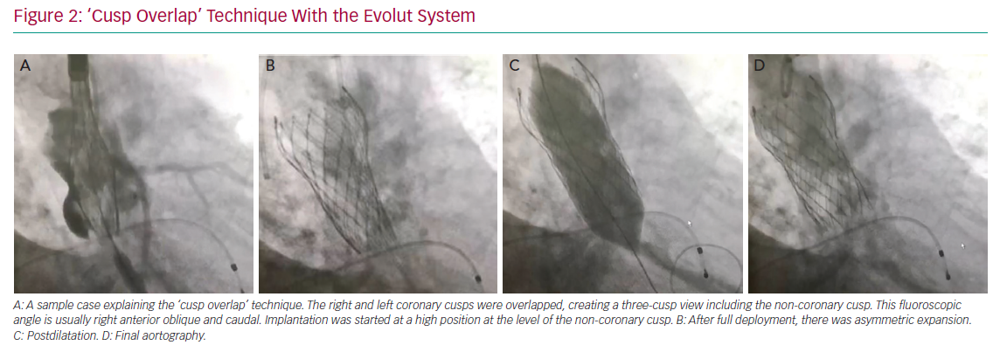 Figure 2: ‘Cusp Overlap’ Technique With the Evolut System
A
B
C
D
A: A sample case explaining the ‘cusp overlap’ technique. The right and left coronary cusps were overlapped, creating a three-cusp view including the non-coronary cusp. This fluoroscopic
angle is usually right anterior oblique and caudal. Implantation was started at a high position at the level of the non-coronary cusp. B: After full deployment, there was asymmetric expansion.
C: Postdilatation. D: Final aortography.